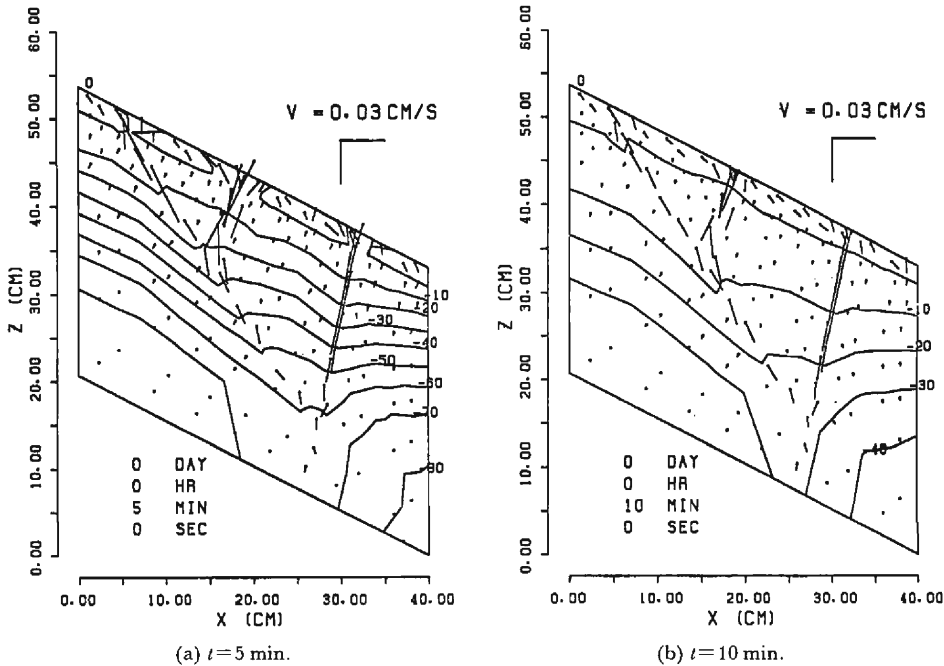 60.00
50.00
40.00
30.00
20.00
10.00
0.00
Z (CM)
0
V = 0.03 CM/S
-10
-20
-30
-40
-50
-60
-70
-80
0 DAY
0 HR
5 MIN
0 SEC
0.00 10.00 20.00 30.00 40.00
X (CM)
(a) t=5 min.
60.00
50.00
40.00
30.00
20.00
10.00
0.00
Z (CM)
0
V = 0.03 CM/S
-10
-20
-30
-40
0 DAY
0 HR
10 MIN
0 SEC
0.00 10.00 20.00 30.00 40.00
X (CM)
(b) t=10 min.